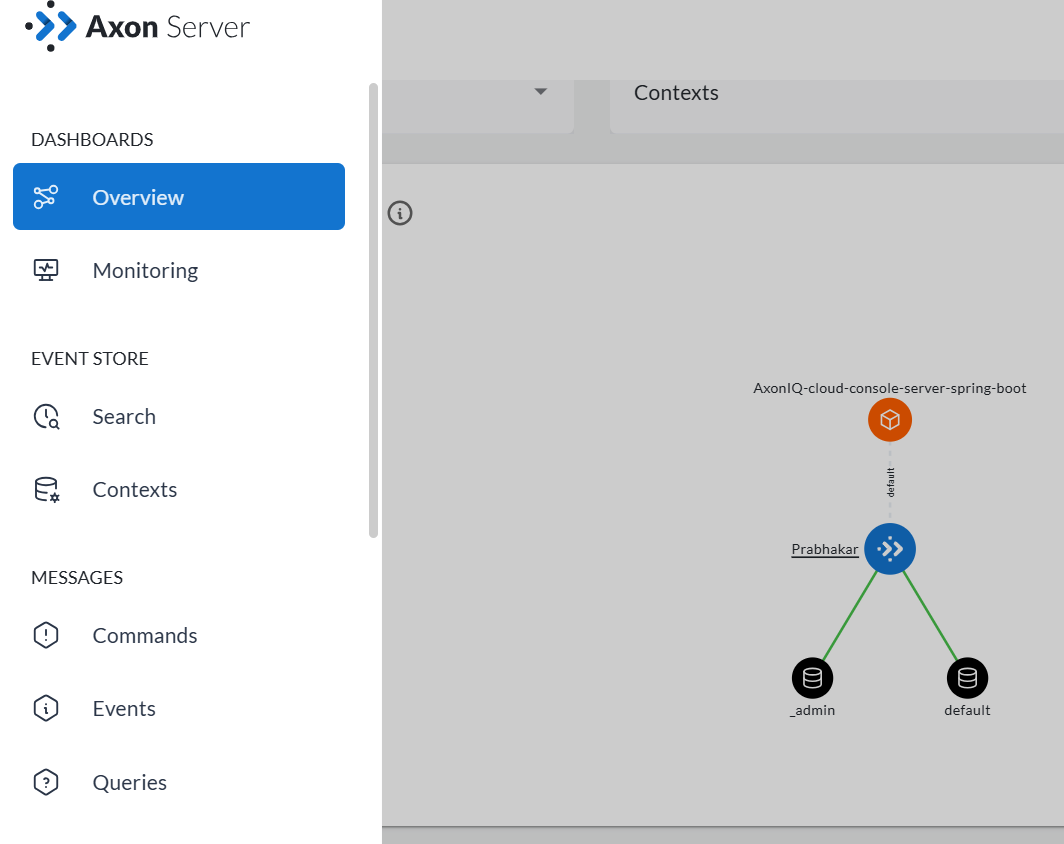 Axon Server
DASHBOARDS
Overview
Monitoring
EVENT STORE
Search
Contexts
MESSAGES
Commands
Events
Queries
Contexts
AxonIQ-cloud-console-server-spring-boot
default
Prabhakar
_admin
default